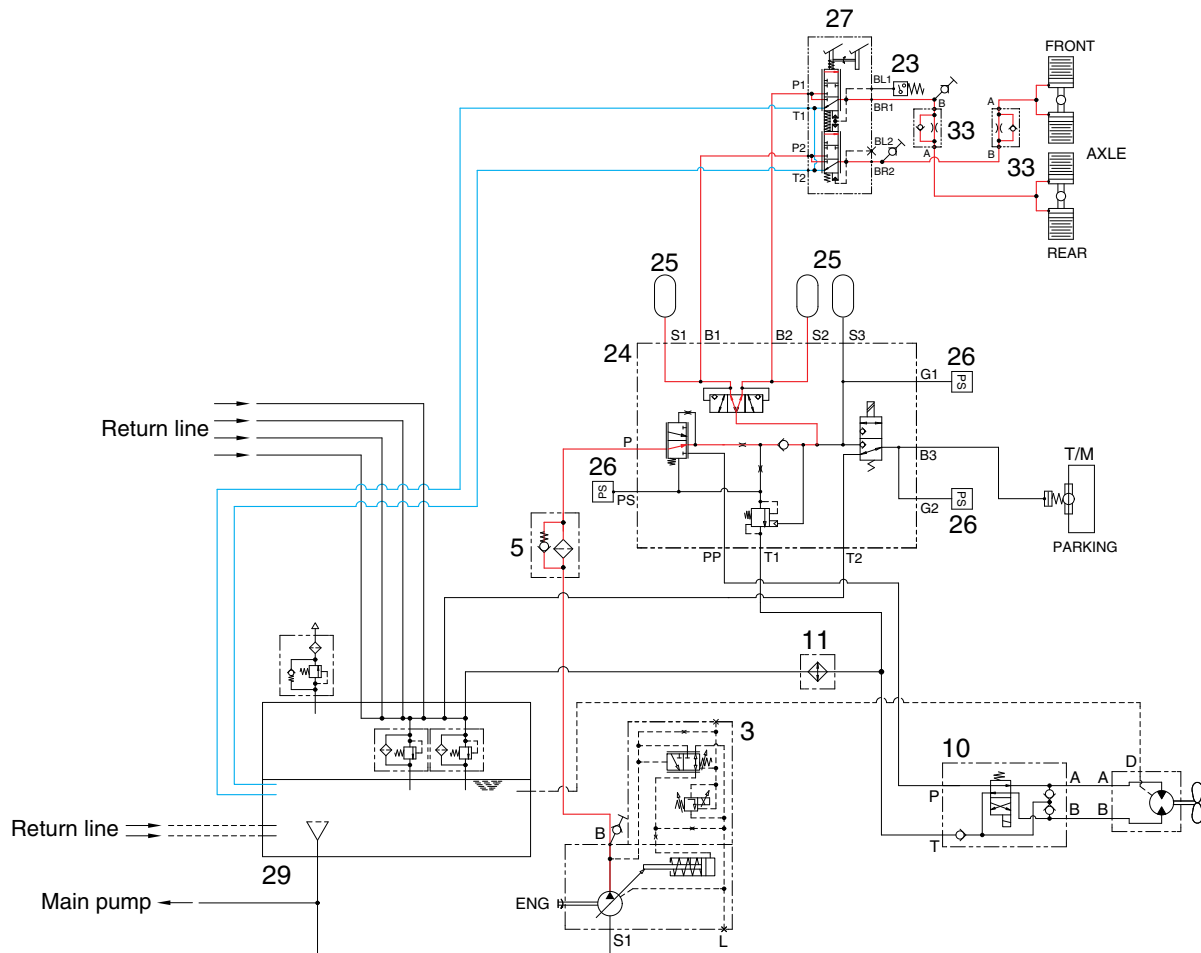 27
23
FRONT
BL1
P1
B
A
T1
BR1
33
P2
BL2
A
B
33
AXLE
T2
BR2
REAR
25
25
S1
B1
B2
S2
S3
24
26
G1
PS
Return line
P
B3
T/M
26
PS
PS
G2
PS
26
PARKING
5
PP
T1
T2
11
3
10
D
P
A
A
B
B
T
Return line
B
29
Main pump
ENG
S1
L